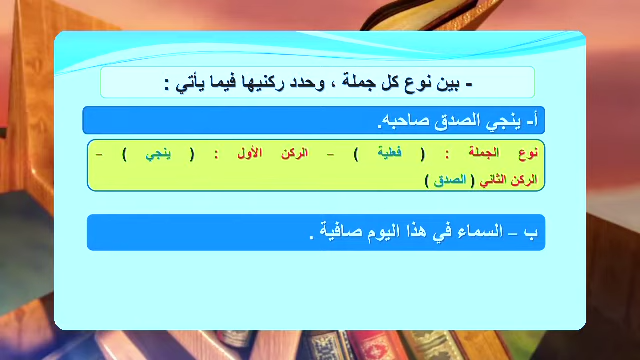 - بين نوع كل جملة ، وحدد ركنيها فيما يأتي :
أ- ينجي الصدق صاحبه.
نوع الجملة : ( فعلية ) – الركن الأول : ( ينجي ) –
الركن الثاني ( الصدق )
ب – السماء في هذا اليوم صافية .